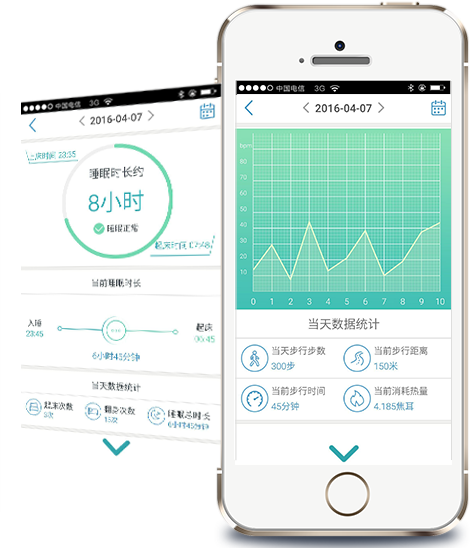 中国电信 3G
2016-04-07
上床时间 23:35
睡眠时长约
8小时
睡眠正常
起床时间 07:48
当前睡眠时长
入睡
23:45
起床
06:45
6小时45分钟
当天数据统计
起床次数
5次
翻身次数
15次
睡眠总时长
6小时45分钟
中国电信 3G
2016-04-07
80
70
60
50
40
30
20
10
0 1 2 3 4 5 6 7 8 9 10
当天数据统计
当天步行步数
300步
当前步行距离
150米
当前步行时间
45分钟
当前消耗热量
4.185焦耳